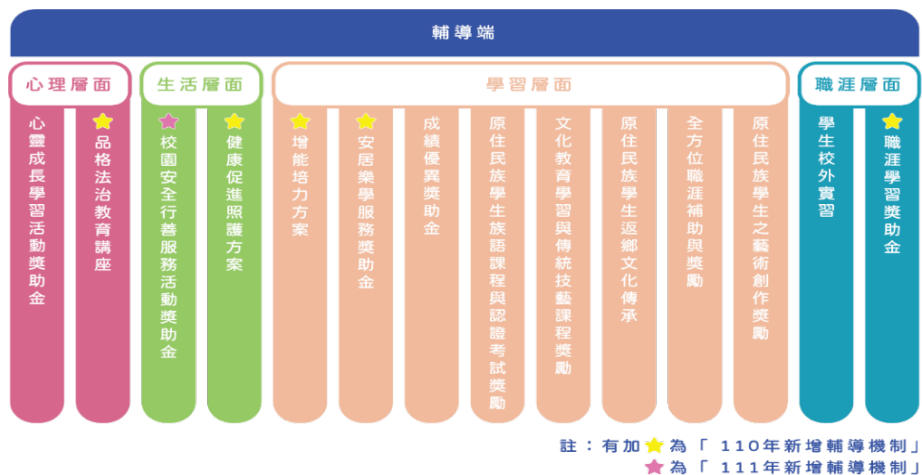 輔導端
心理層面
心靈成長學習活動獎助金
★品格法治教育講座
生活層面
★校園安全行善服務活動獎助金
★健康促進照護方案
學習層面
★增能培力方案
★安居樂學服務獎助金
成績優異獎助金
原住民族學生族語課程與認證考試獎勵
文化教育學習與傳統技藝課程獎勵
原住民族學生返鄉文化傳承
全方位職涯補助與獎勵
原住民族學生之藝術創作獎勵
職涯層面
學生校外實習
★職涯學習獎助金
註：有加★為「110年新增輔導機制」
★為「111年新增輔導機制」